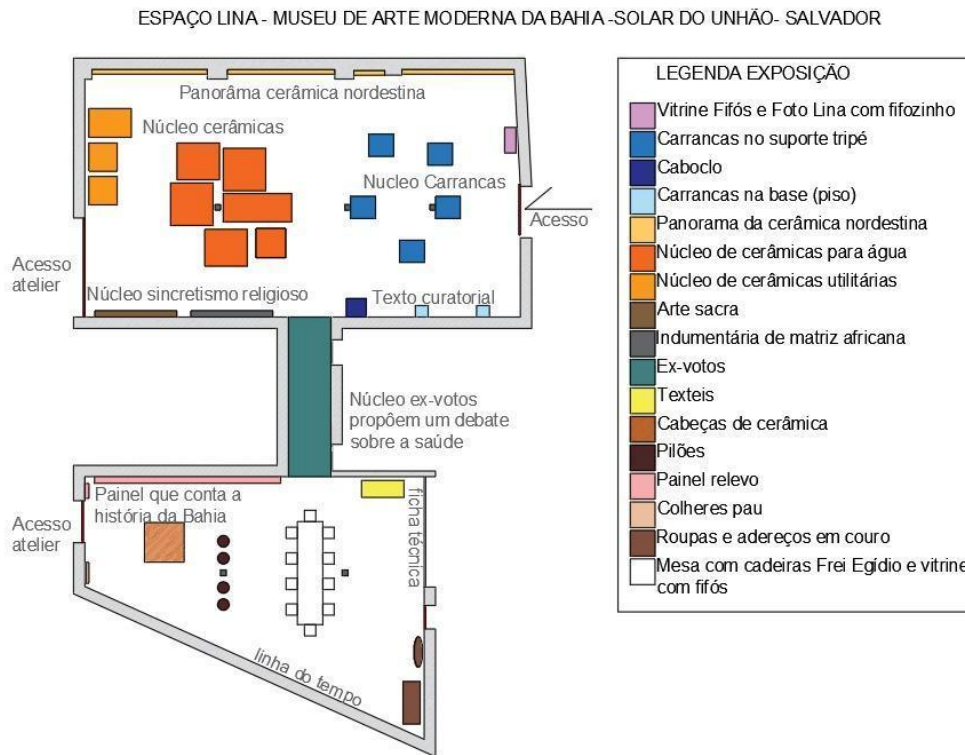 ESPAÇO LINA - MUSEU DE ARTE MODERNA DA BAHIA -SOLAR DO UNHÃO- SALVADOR
Panorâma cerâmica nordestina
Núcleo cerâmicas
Nucleo Carrancas
Acesso
Acesso
atelier
Núcleo sincretismo religioso
Texto curatorial
Núcleo ex-votos
propõem um debate
sobre a saúde
Painel que conta a
história da Bahia
ficha técnica
Acesso
atelier
linha do tempo
LEGENDA EXPOSIÇÃO
Vitrine Fifós e Foto Lina com fifozinho
Carrancas no suporte tripé
Caboclo
Carrancas na base (piso)
Panorama da cerâmica nordestina
Núcleo de cerâmicas para água
Núcleo de cerâmicas utilitárias
Arte sacra
Indumentária de matriz africana
Ex-votos
Texteis
Cabeças de cerâmica
Pilões
Painel relevo
Colheres pau
Roupas e adereços em couro
Mesa com cadeiras Frei Egídio e vitrine
com fifós